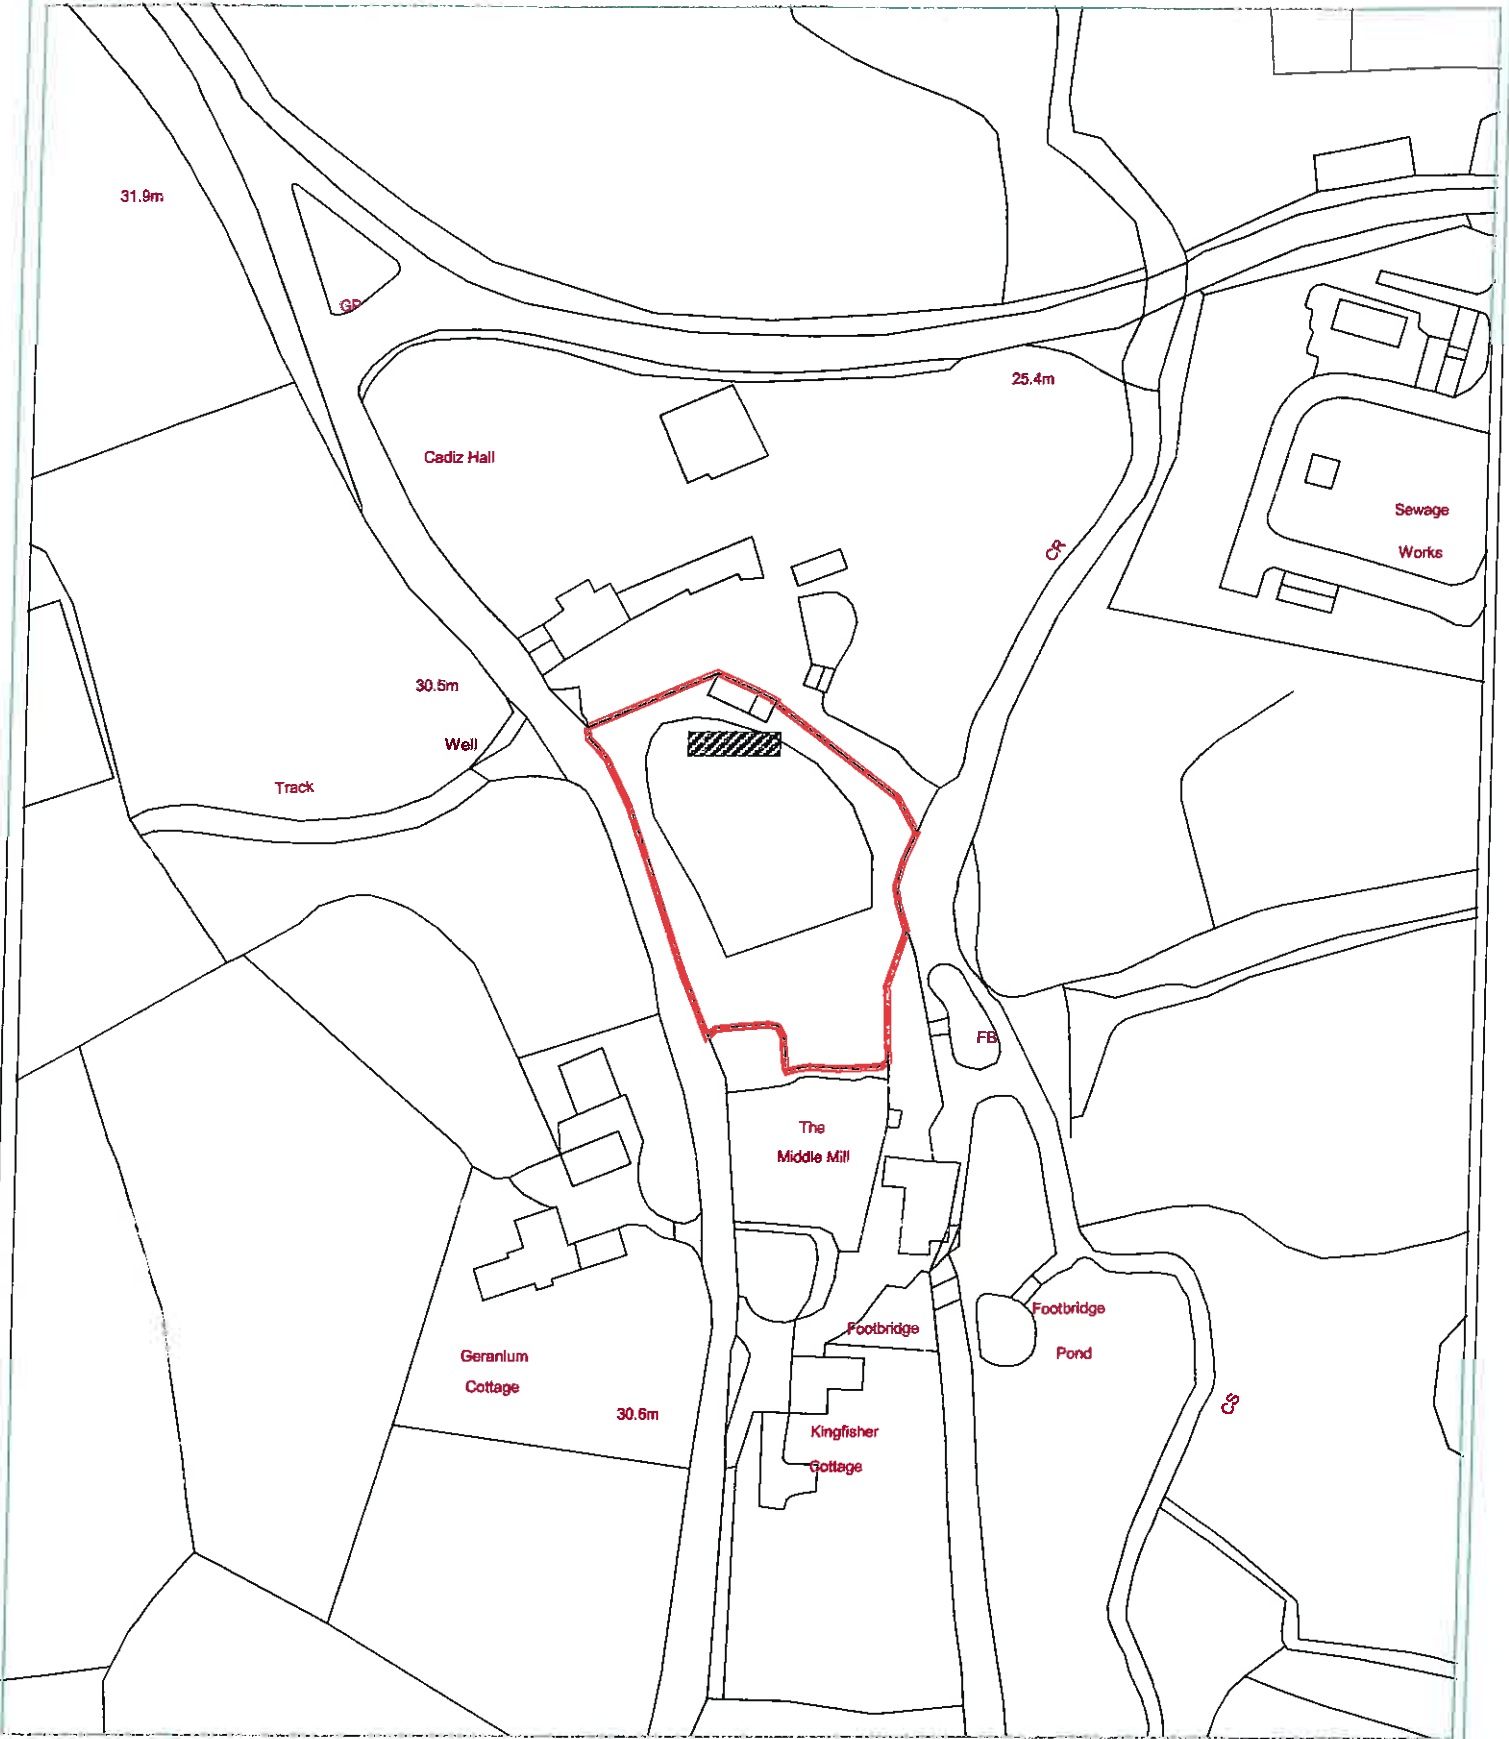 31.9m
GP
25.4m
Cadiz Hall
Sewage
Works
CR
30.5m
Well
Track
FB
The
Middle Mill
Footbridge
Footbridge
Pond
Geranium
Cottage
CS
30.6m
Kingfisher
Cottage